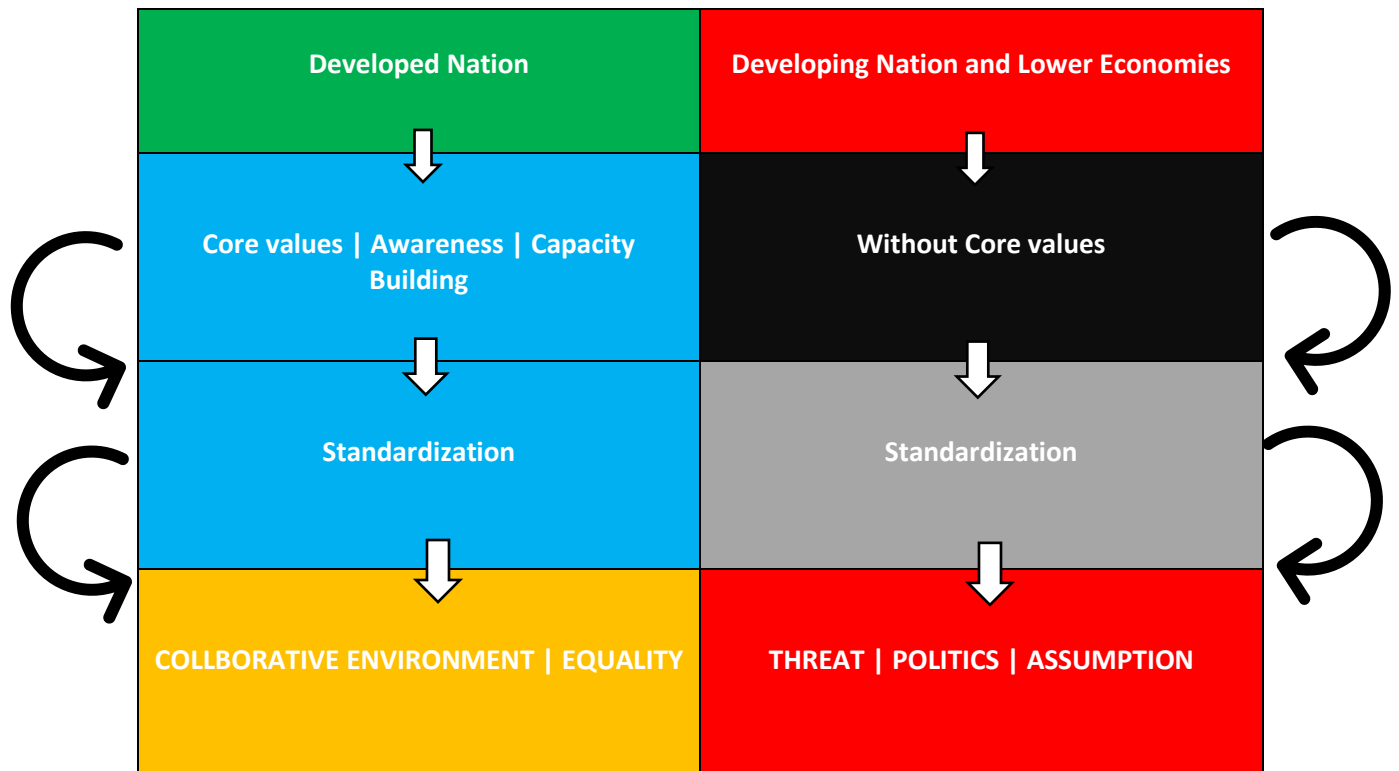 Developed Nation
Developing Nation and Lower Economies
Core values | Awareness | Capacity
Building
Without Core values
Standardization
Standardization
COLLBORATIVE ENVIRONMENT | EQUALITY
THREAT | POLITICS | ASSUMPTION